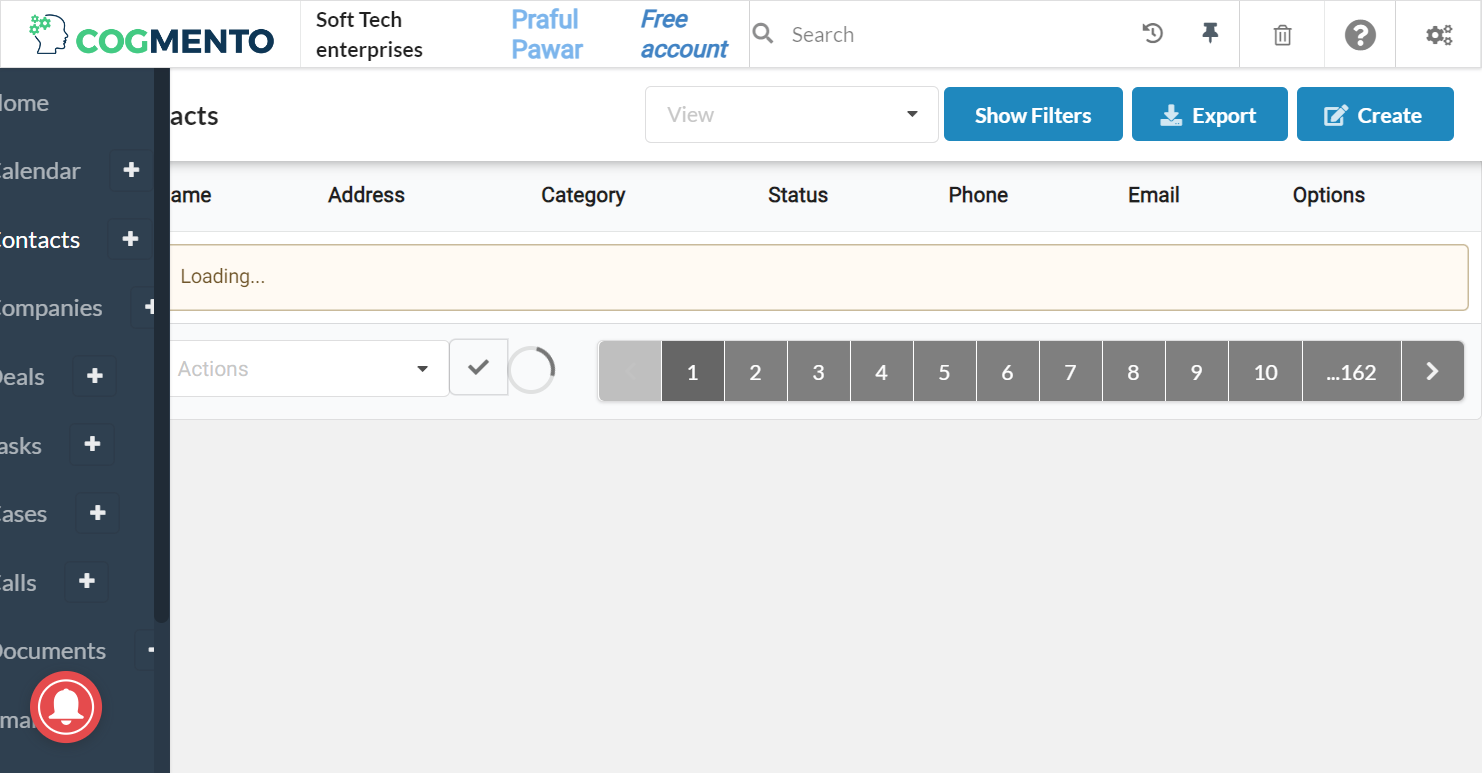 COGMENTO
Soft Tech
enterprises
Praful
Pawar
Free
account
Search
ome
alendar
ontacts
ompanies
eals
asks
ases
alls
ocuments
mai
acts
View
Show Filters
Export
Create
ame
Address
Category
Status
Phone
Email
Options
Loading...
Actions
1 2 3 4 5 6 7 8 9 10 ...162